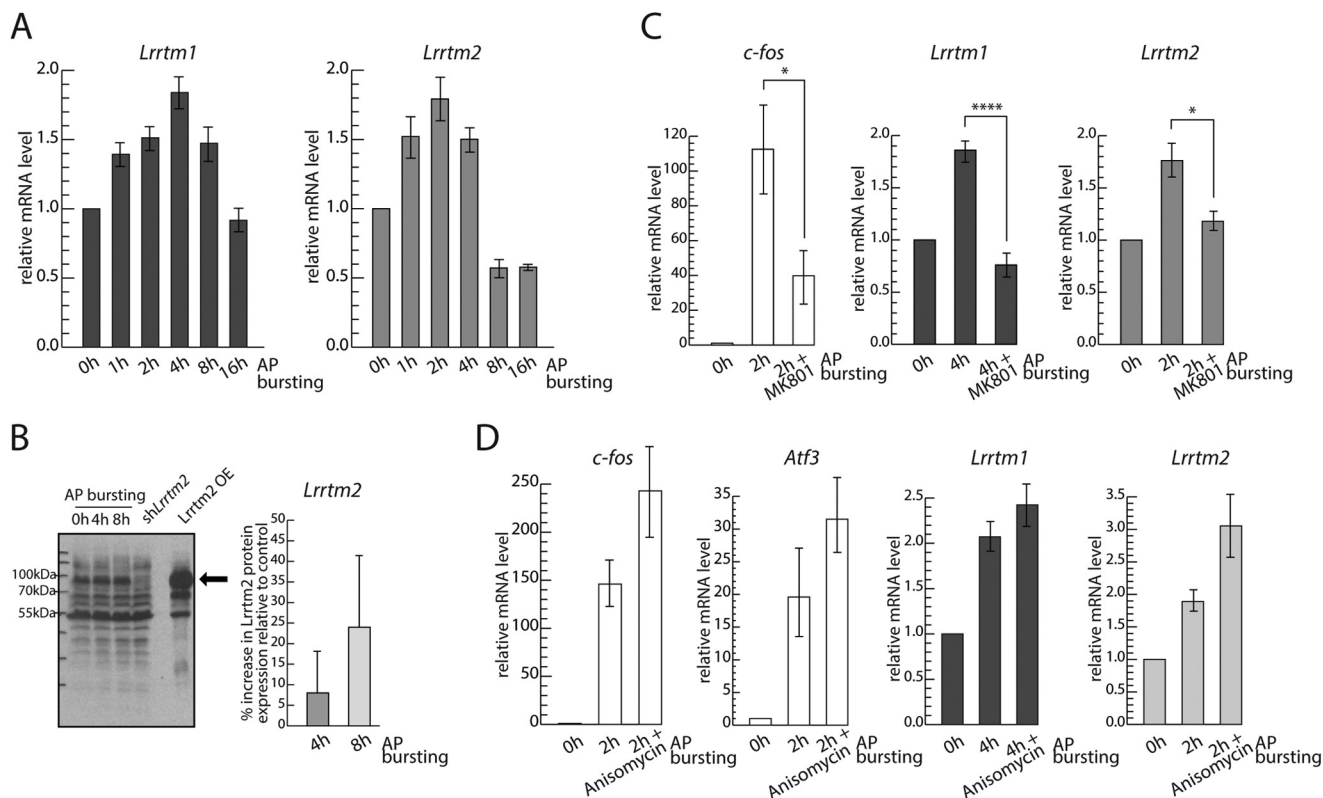 A
Lrrtm1
relative mRNA level
2.0
1.5
1.0
0.5
0.0
0h 1h 2h 4h 8h 16h AP
bursting
Lrrtm2
relative mRNA level
2.0
1.5
1.0
0.5
0.0
0h 1h 2h 4h 8h 16h AP
bursting
B
AP bursting
0h 4h 8h
shLrrtm2
Lrrtm2 OE
100kDa
70kDa
55kDa
Lrrtm2
% increase in Lrrtm2 protein
expression relative to control
50
45
40
35
30
25
20
15
10
5
0
4h 8h AP
bursting
C
c-fos
relative mRNA level
*
120
100
80
60
40
20
0
0h 2h 2h + AP
MK801 bursting
Lrrtm1
relative mRNA level
****
2.0
1.5
1.0
0.5
0.0
0h 4h 4h + AP
MK801 bursting
Lrrtm2
relative mRNA level
*
2.0
1.5
1.0
0.5
0.0
0h 2h 2h + AP
MK801 bursting
D
c-fos
relative mRNA level
250
200
150
100
50
0
0h 2h 2h + AP
Anisomycin bursting
Atf3
relative mRNA level
35
30
25
20
15
10
5
0
0h 2h 2h + AP
Anisomycin bursting
Lrrtm1
relative mRNA level
2.5
2.0
1.5
1.0
0.5
0.0
0h 4h 4h + AP
Anisomycin bursting
Lrrtm2
relative mRNA level
3.5
3.0
2.5
2.0
1.5
1.0
0.5
0.0
0h 2h 2h + AP
Anisomycin bursting